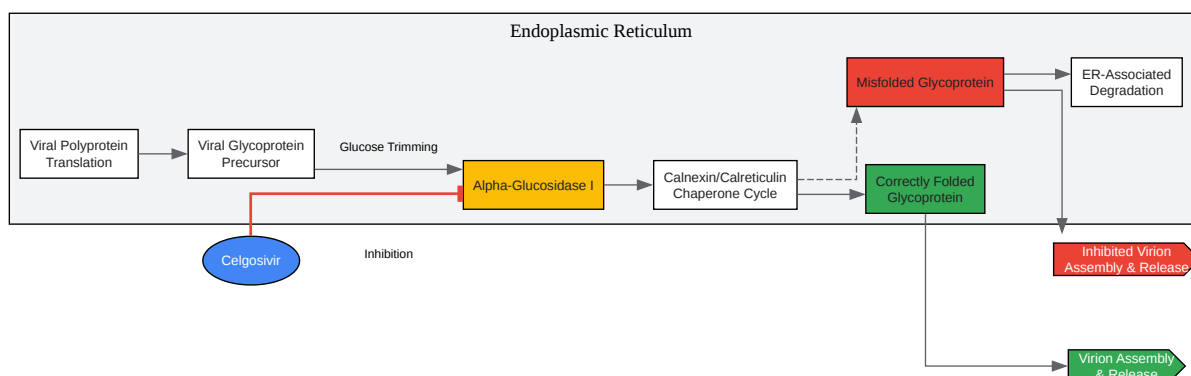 Endoplasmic Reticulum
Misfolded Glycoprotein
ER-Associated
Degradation
Viral Polyprotein
Translation
Viral Glycoprotein
Precursor
Glucose Trimming
Alpha-Glucosidase I
Calnexin/Calreticulin
Chaperone Cycle
Correctly Folded
Glycoprotein
Celgosivir
Inhibition
Inhibited Virion
Assembly & Release
Virion Assembly
& Release